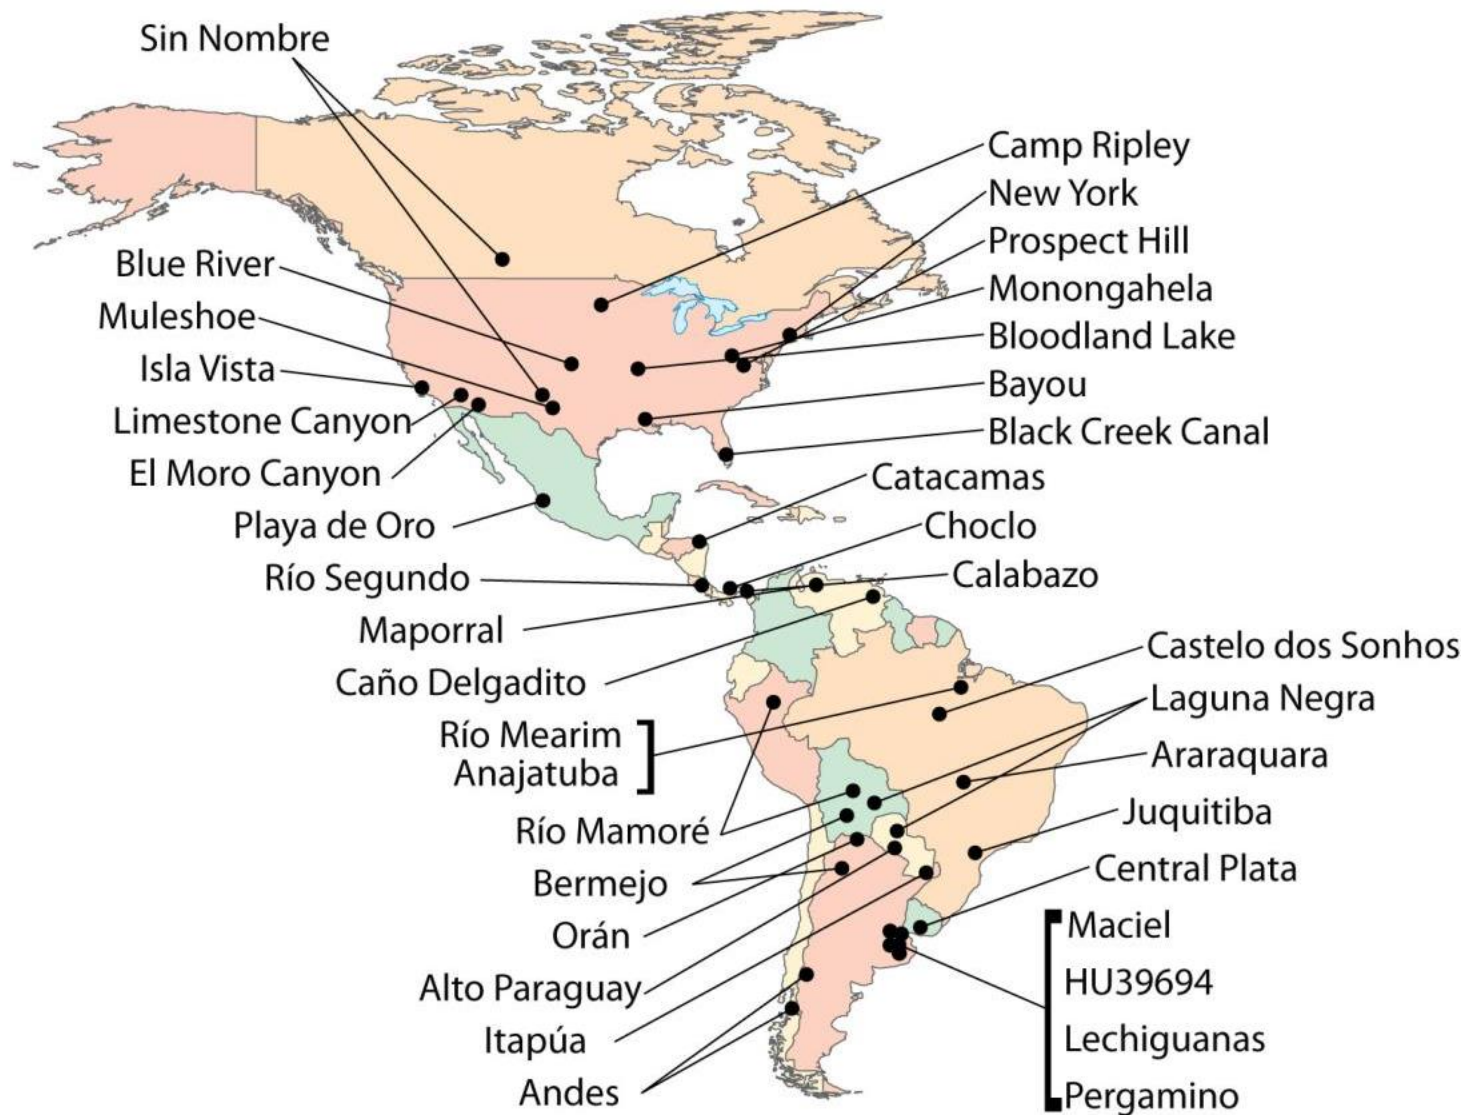 Sin Nombre
Camp Ripley
New York
Prospect Hill
Blue River
Monongahela
Muleshoe
Bloodland Lake
Isla Vista
Bayou
Limestone Canyon
Black Creek Canal
El Moro Canyon
Catacamas
Playa de Oro
Choclo
Río Segundo
Calabazo
Maporral
Castelo dos Sonhos
Caño Delgadito
Laguna Negra
Río Mearim
Anajatuba
Araraquara
Río Mamoré
Juquitiba
Bermejo
Central Plata
Orán
Maciel
Alto Paraguay
HU39694
Itapúa
Lechiguanas
Andes
Pergamino